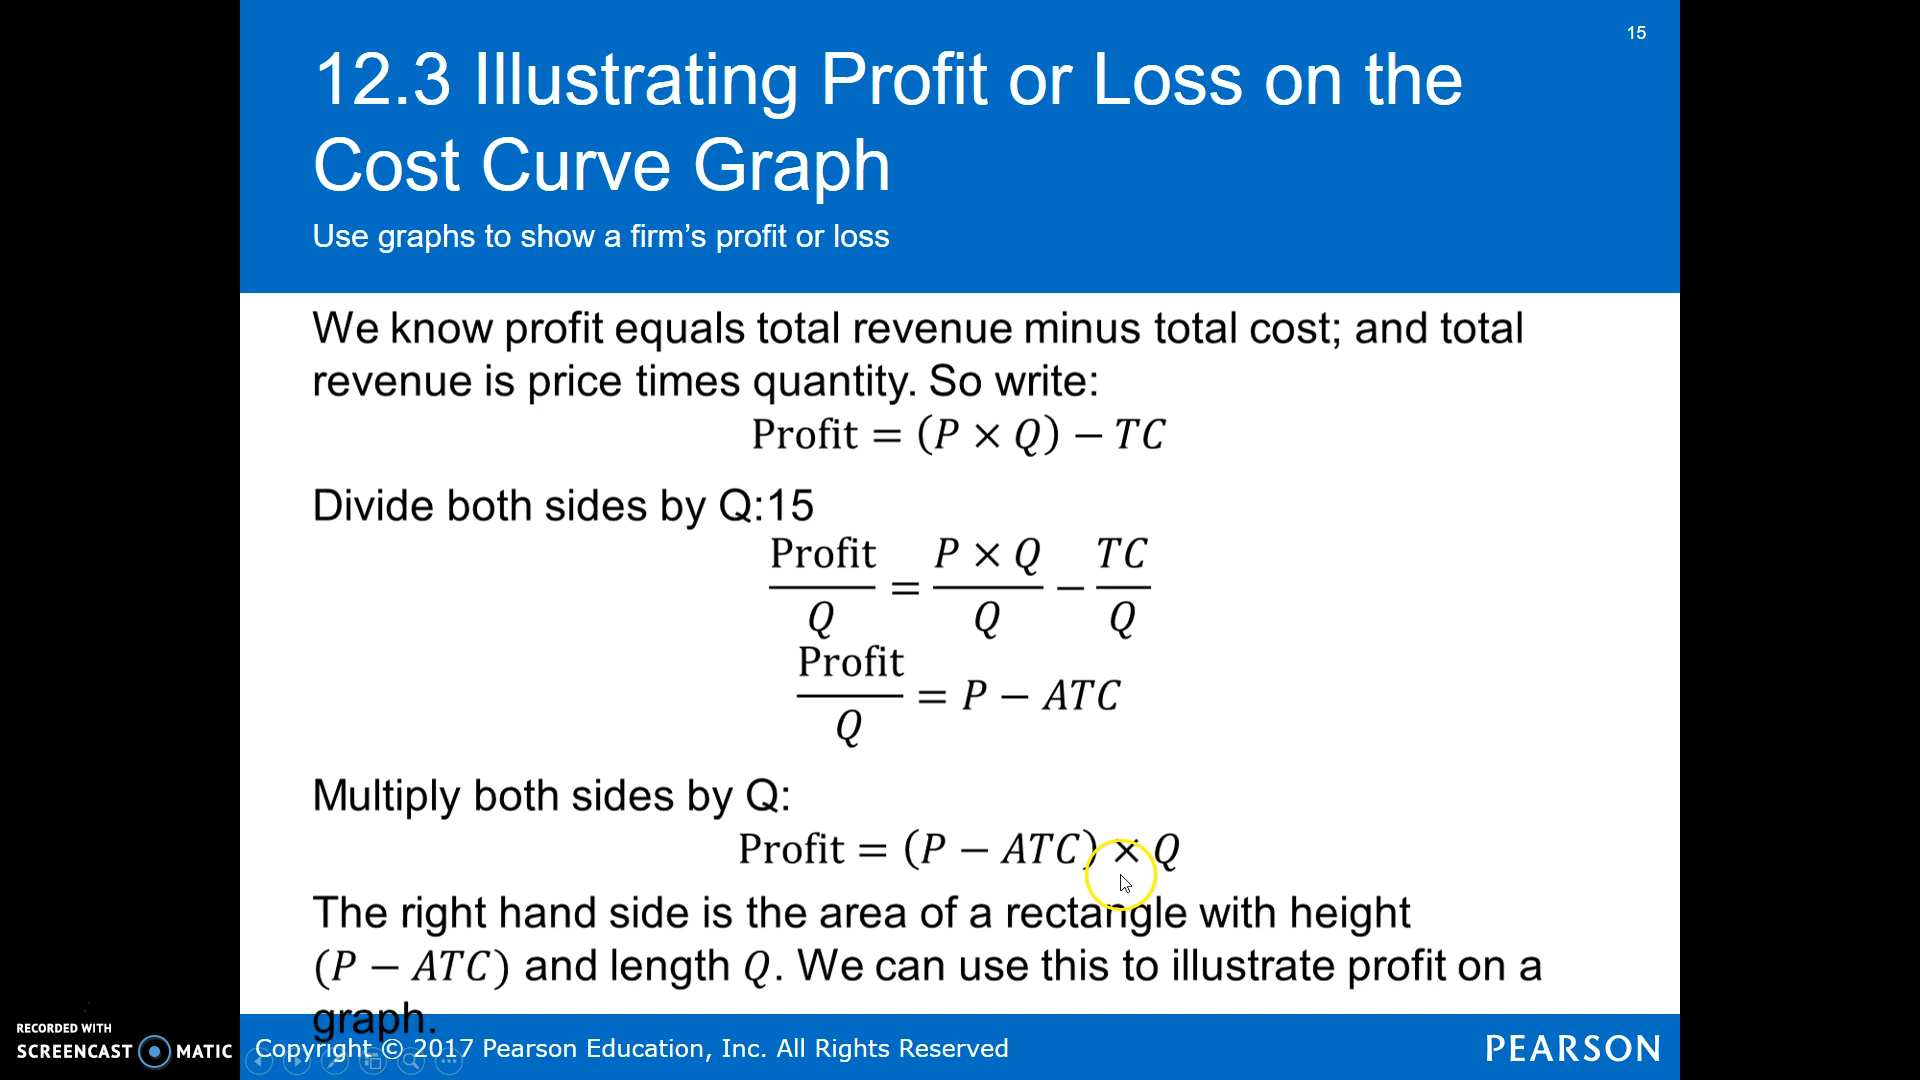 15
12.3 Illustrating Profit or Loss on the
Cost Curve Graph
Use graphs to show a firm’s profit or loss
We know profit equals total revenue minus total cost; and total
revenue is price times quantity. So write:
Profit = (P × Q) − TC
Divide both sides by Q:15
Profit/Q = P × Q/Q − TC/Q
Profit/Q = P − ATC
Multiply both sides by Q:
Profit = (P − ATC) × Q
The right hand side is the area of a rectangle with height
(P − ATC) and length Q. We can use this to illustrate profit on a
graph.
RECORDED WITH
SCREENCAST MATIC
Copyright © 2017 Pearson Education, Inc. All Rights Reserved
PEARSON